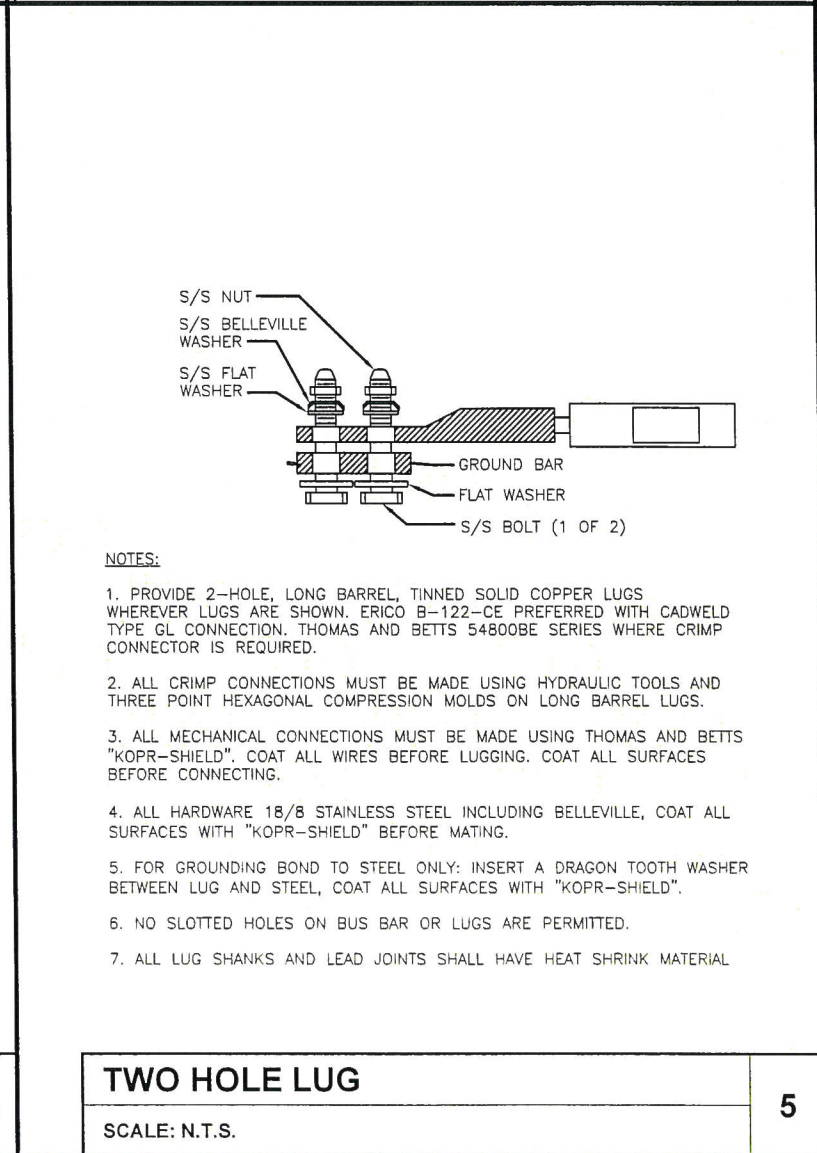 S/S NUT
S/S BELLEVILLE
WASHER
S/S FLAT
WASHER
GROUND BAR
FLAT WASHER
S/S BOLT (1 OF 2)
NOTES:
1. PROVIDE 2-HOLE, LONG BARREL, TINNED SOLID COPPER LUGS
WHEREVER LUGS ARE SHOWN. ERICO B-122-CE PREFERRED WITH CADWELD
TYPE GL CONNECTION. THOMAS AND BETTS 54800BE SERIES WHERE CRIMP
CONNECTOR IS REQUIRED.
2. ALL CRIMP CONNECTIONS MUST BE MADE USING HYDRAULIC TOOLS AND
THREE POINT HEXAGONAL COMPRESSION MOLDS ON LONG BARREL LUGS.
3. ALL MECHANICAL CONNECTIONS MUST BE MADE USING THOMAS AND BETTS
"KOPR-SHIELD". COAT ALL WIRES BEFORE LUGGING. COAT ALL SURFACES
BEFORE CONNECTING.
4. ALL HARDWARE 18/8 STAINLESS STEEL INCLUDING BELLEVILLE, COAT ALL
SURFACES WITH "KOPR-SHIELD" BEFORE MATING.
5. FOR GROUNDING BOND TO STEEL ONLY: INSERT A DRAGON TOOTH WASHER
BETWEEN LUG AND STEEL, COAT ALL SURFACES WITH "KOPR-SHIELD".
6. NO SLOTTED HOLES ON BUS BAR OR LUGS ARE PERMITTED.
7. ALL LUG SHANKS AND LEAD JOINTS SHALL HAVE HEAT SHRINK MATERIAL
TWO HOLE LUG
SCALE: N.T.S.
5